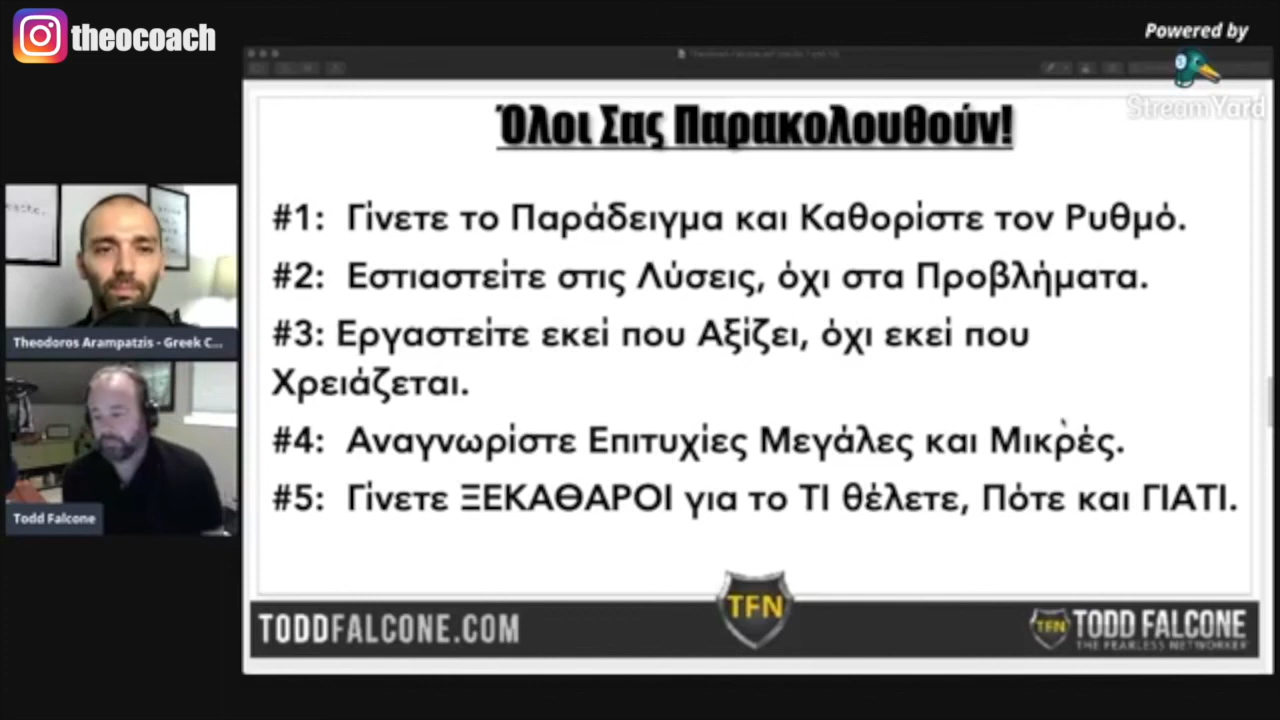 theocoach
Powered by
StreamYard
Όλοι Σας Παρακολουθούν!
#1: Γίνετε το Παράδειγμα και Καθορίστε τον Ρυθμό.
#2: Εστιαστείτε στις Λύσεις, όχι στα Προβλήματα.
#3: Εργαστείτε εκεί που Αξίζει, όχι εκεί που
Χρειάζεται.
#4: Αναγνωρίστε Επιτυχίες Μεγάλες και Μικρές.
#5: Γίνετε ΞΕΚΑΘΑΡΟΙ για το ΤΙ θέλετε, Πότε και ΓΙΑΤΙ.
Theodoros Arampatzis - Greek C...
Todd Falcone
TODDFALCONE.COM
TFN
TFN
TODD FALCONE
THE FEARLESS NETWORKER